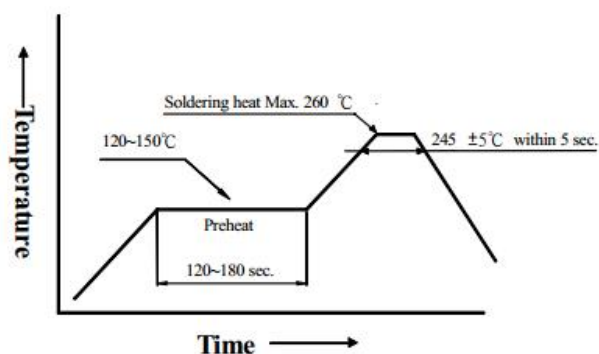 Soldering heat Max. 260 ℃
120~150℃
245 ±5℃ within 5 sec.
Preheat
120~180 sec.
Temperature
Time